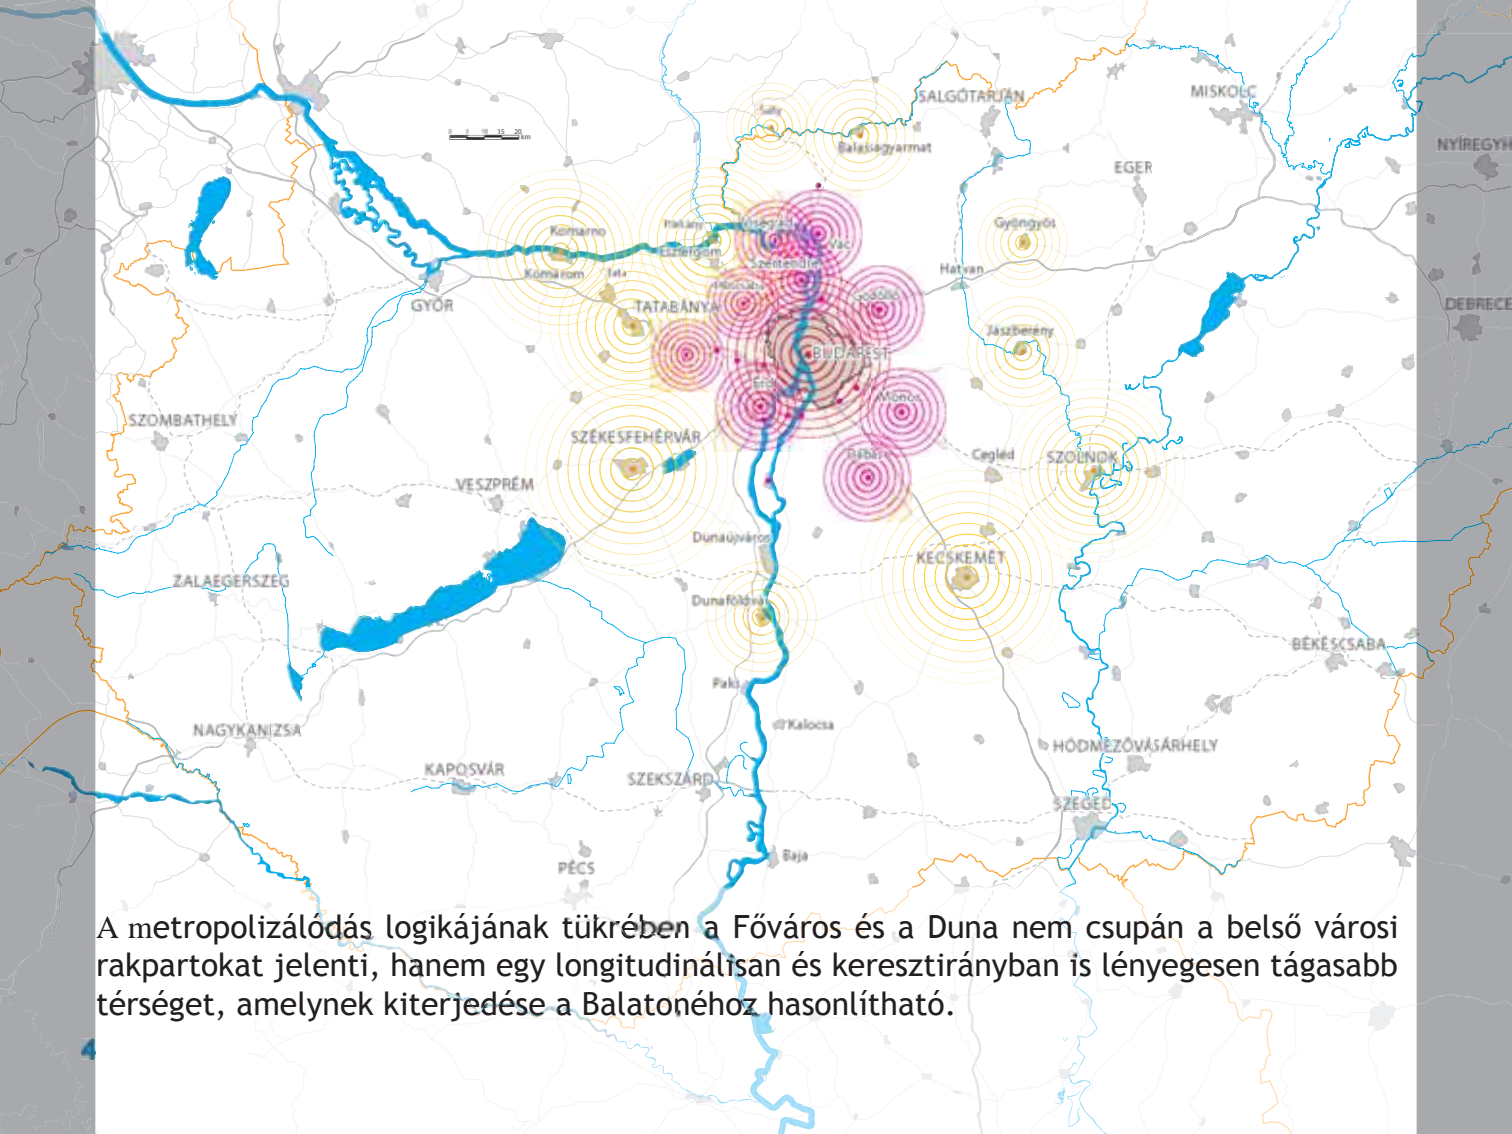 Balassagyarmat
SALGÓTARJÁN
MISKOLC
NYÍREGYH
EGER
Komarno
Esztergom
Vác
Gyöngyös
Szentendre
Komárom
Tata
Hatvan
GYŐR
TATABÁNYA
Gödöllő
DEBRECE
Jászberény
BUDAPEST
Érd
Monor
SZOMBATHELY
SZÉKESFEHÉRVÁR
Dabas
Cegléd
SZOLNOK
VESZPRÉM
Dunaújváros
KECSKEMÉT
ZALAEGERSZEG
Dunaföldvár
BÉKÉSCSABA
Paks
NAGYKANIZSA
Kalocsa
HÓDMEZŐVÁSÁRHELY
KAPOSVÁR
SZEKSZÁRD
SZEGED
Baja
PÉCS
A metropolizálódás logikájának tükrében a Főváros és a Duna nem csupán a belső városi
rakpartokat jelenti, hanem egy longitudinálisan és keresztirányban is lényegesen tágasabb
térséget, amelynek kiterjedése a Balatonéhoz hasonlítható.
4